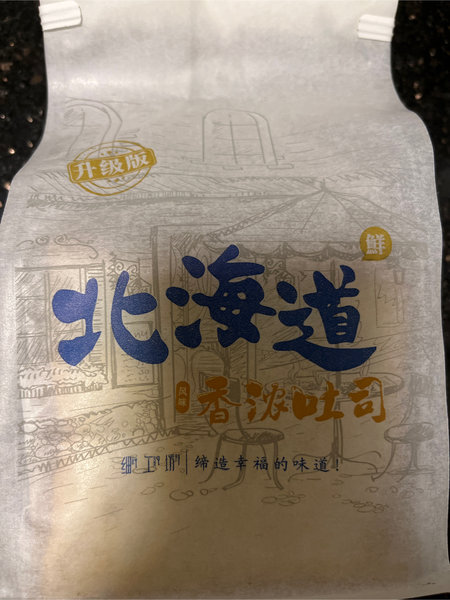 升级版
鮮
北海道
风味
香浓吐司
缔造幸福的味道!